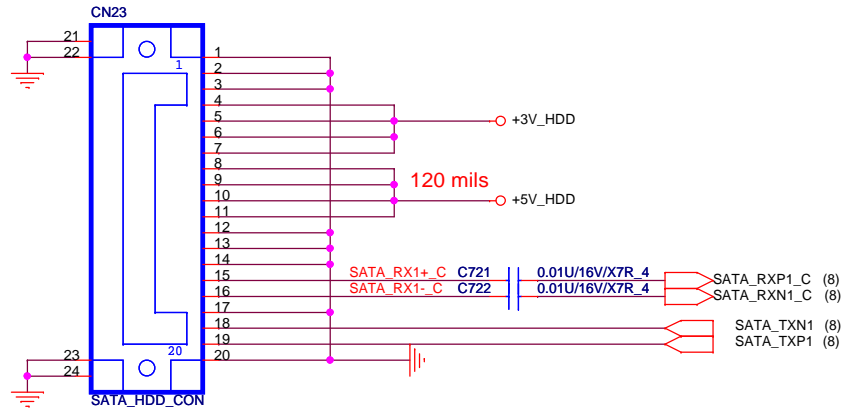 CN23
21
22
1
1
2
3
4
5
+3V_HDD
6
7
8
9
120 mils
10
+5V_HDD
11
12
13
14
15
SATA_RX1+_C C721 0.01U/16V/X7R_4 SATA_RXP1_C (8)
16
SATA_RX1-_C C722 0.01U/16V/X7R_4 SATA_RXN1_C (8)
17
18
SATA_TXN1 (8)
19
SATA_TXP1 (8)
20
20
23
24
SATA_HDD_CON